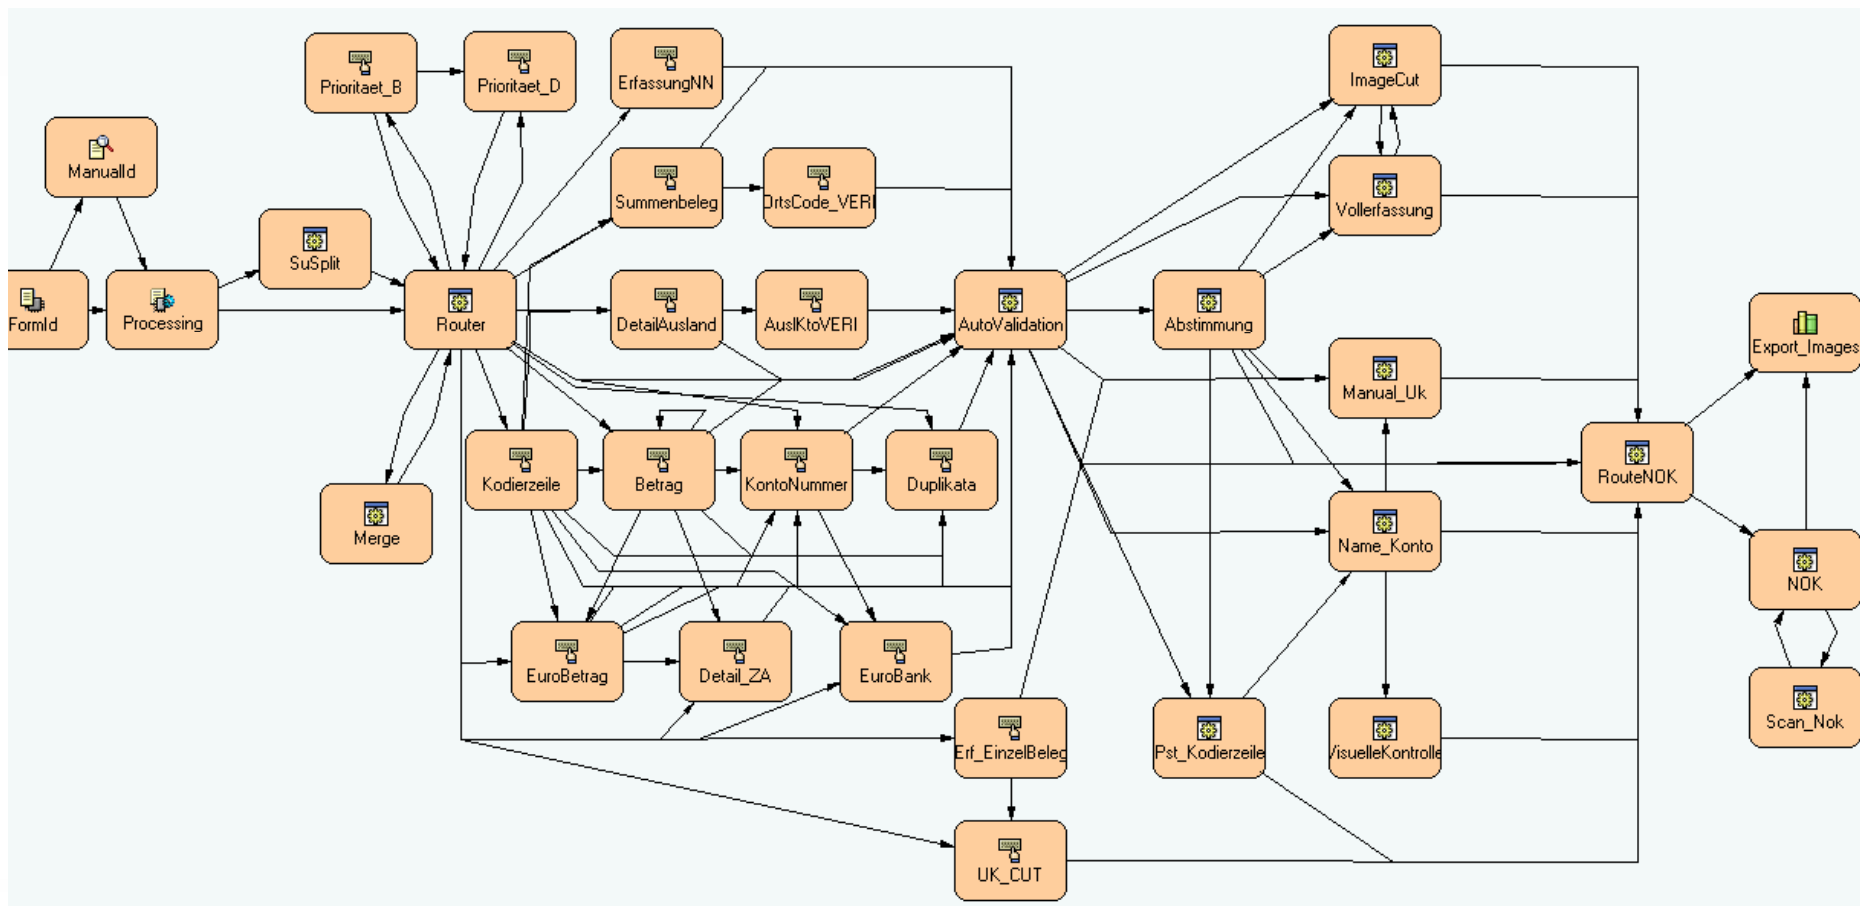 Prioritaet_B
Prioritaet_D
ErfassungNN
ImageCut
ManualId
Summenbeleg
OrtsCode_VERI
Vollerfassung
SuSplit
FormId
Processing
Router
DetailAusland
AuslKtoVERI
AutoValidation
Abstimmung
Export_Images
Manual_Uk
Kodierzeile
Betrag
KontoNummer
Duplikata
RouteNOK
Merge
Name_Konto
NOK
EuroBetrag
Detail_ZA
EuroBank
Erf_EinzelBeleg
Pst_Kodierzeile
VisuelleKontrolle
Scan_Nok
UK_CUT